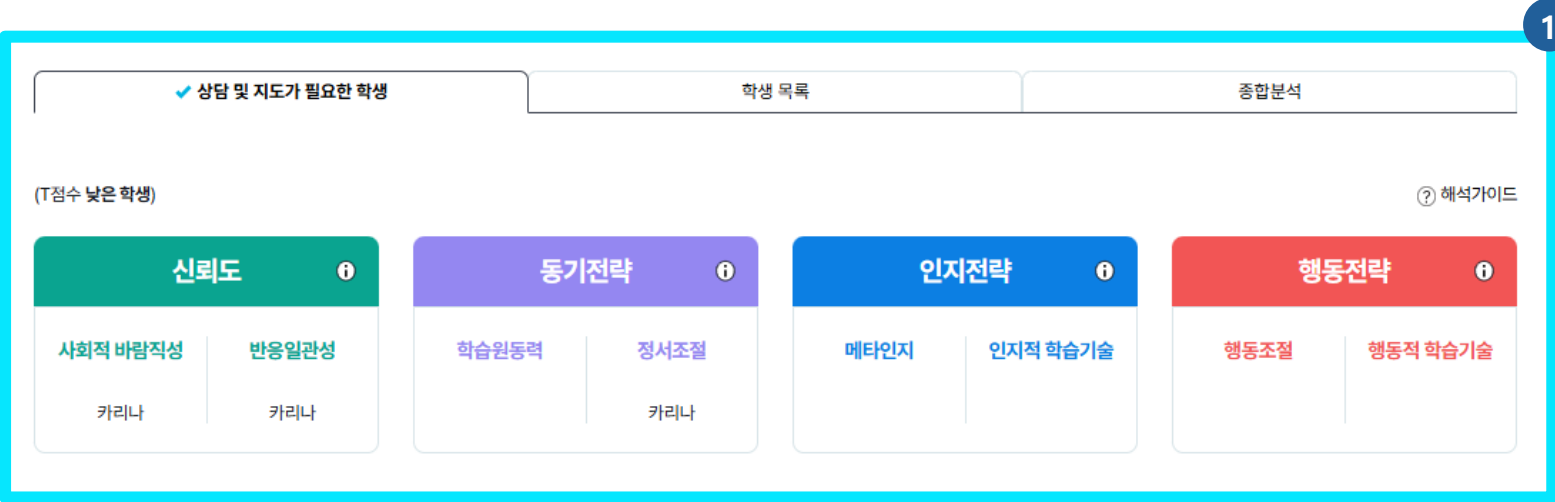 1
상담 및 지도가 필요한 학생
학생 목록
종합분석
(T점수 낮은 학생)
? 해석가이드
신뢰도
동기전략
인지전략
행동전략
사회적 바람직성
반응일관성
학습원동력
정서조절
메타인지
인지적 학습기술
행동조절
행동적 학습기술
카리나
카리나
카리나